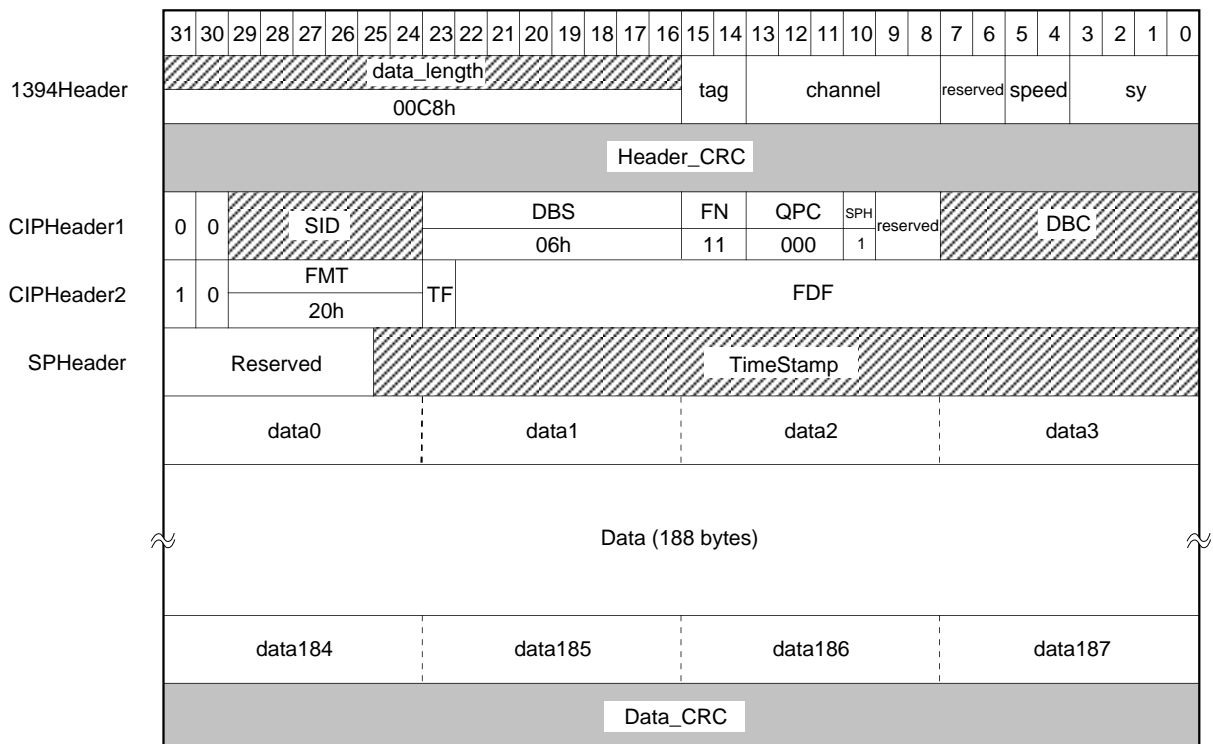 31 30 29 28 27 26 25 24 23 22 21 20 19 18 17 16 15 14 13 12 11 10 9 8 7 6 5 4 3 2 1 0
1394Header data_length tag channel reserved speed sy
00C8h
Header_CRC
CIPHeader1 0 0 SID DBS FN QPC SPH reserved DBC
06h 11 000 1
CIPHeader2 1 0 FMT TF FDF
20h
SPHeader Reserved TimeStamp
data0 data1 data2 data3
Data (188 bytes)
data184 data185 data186 data187
Data_CRC